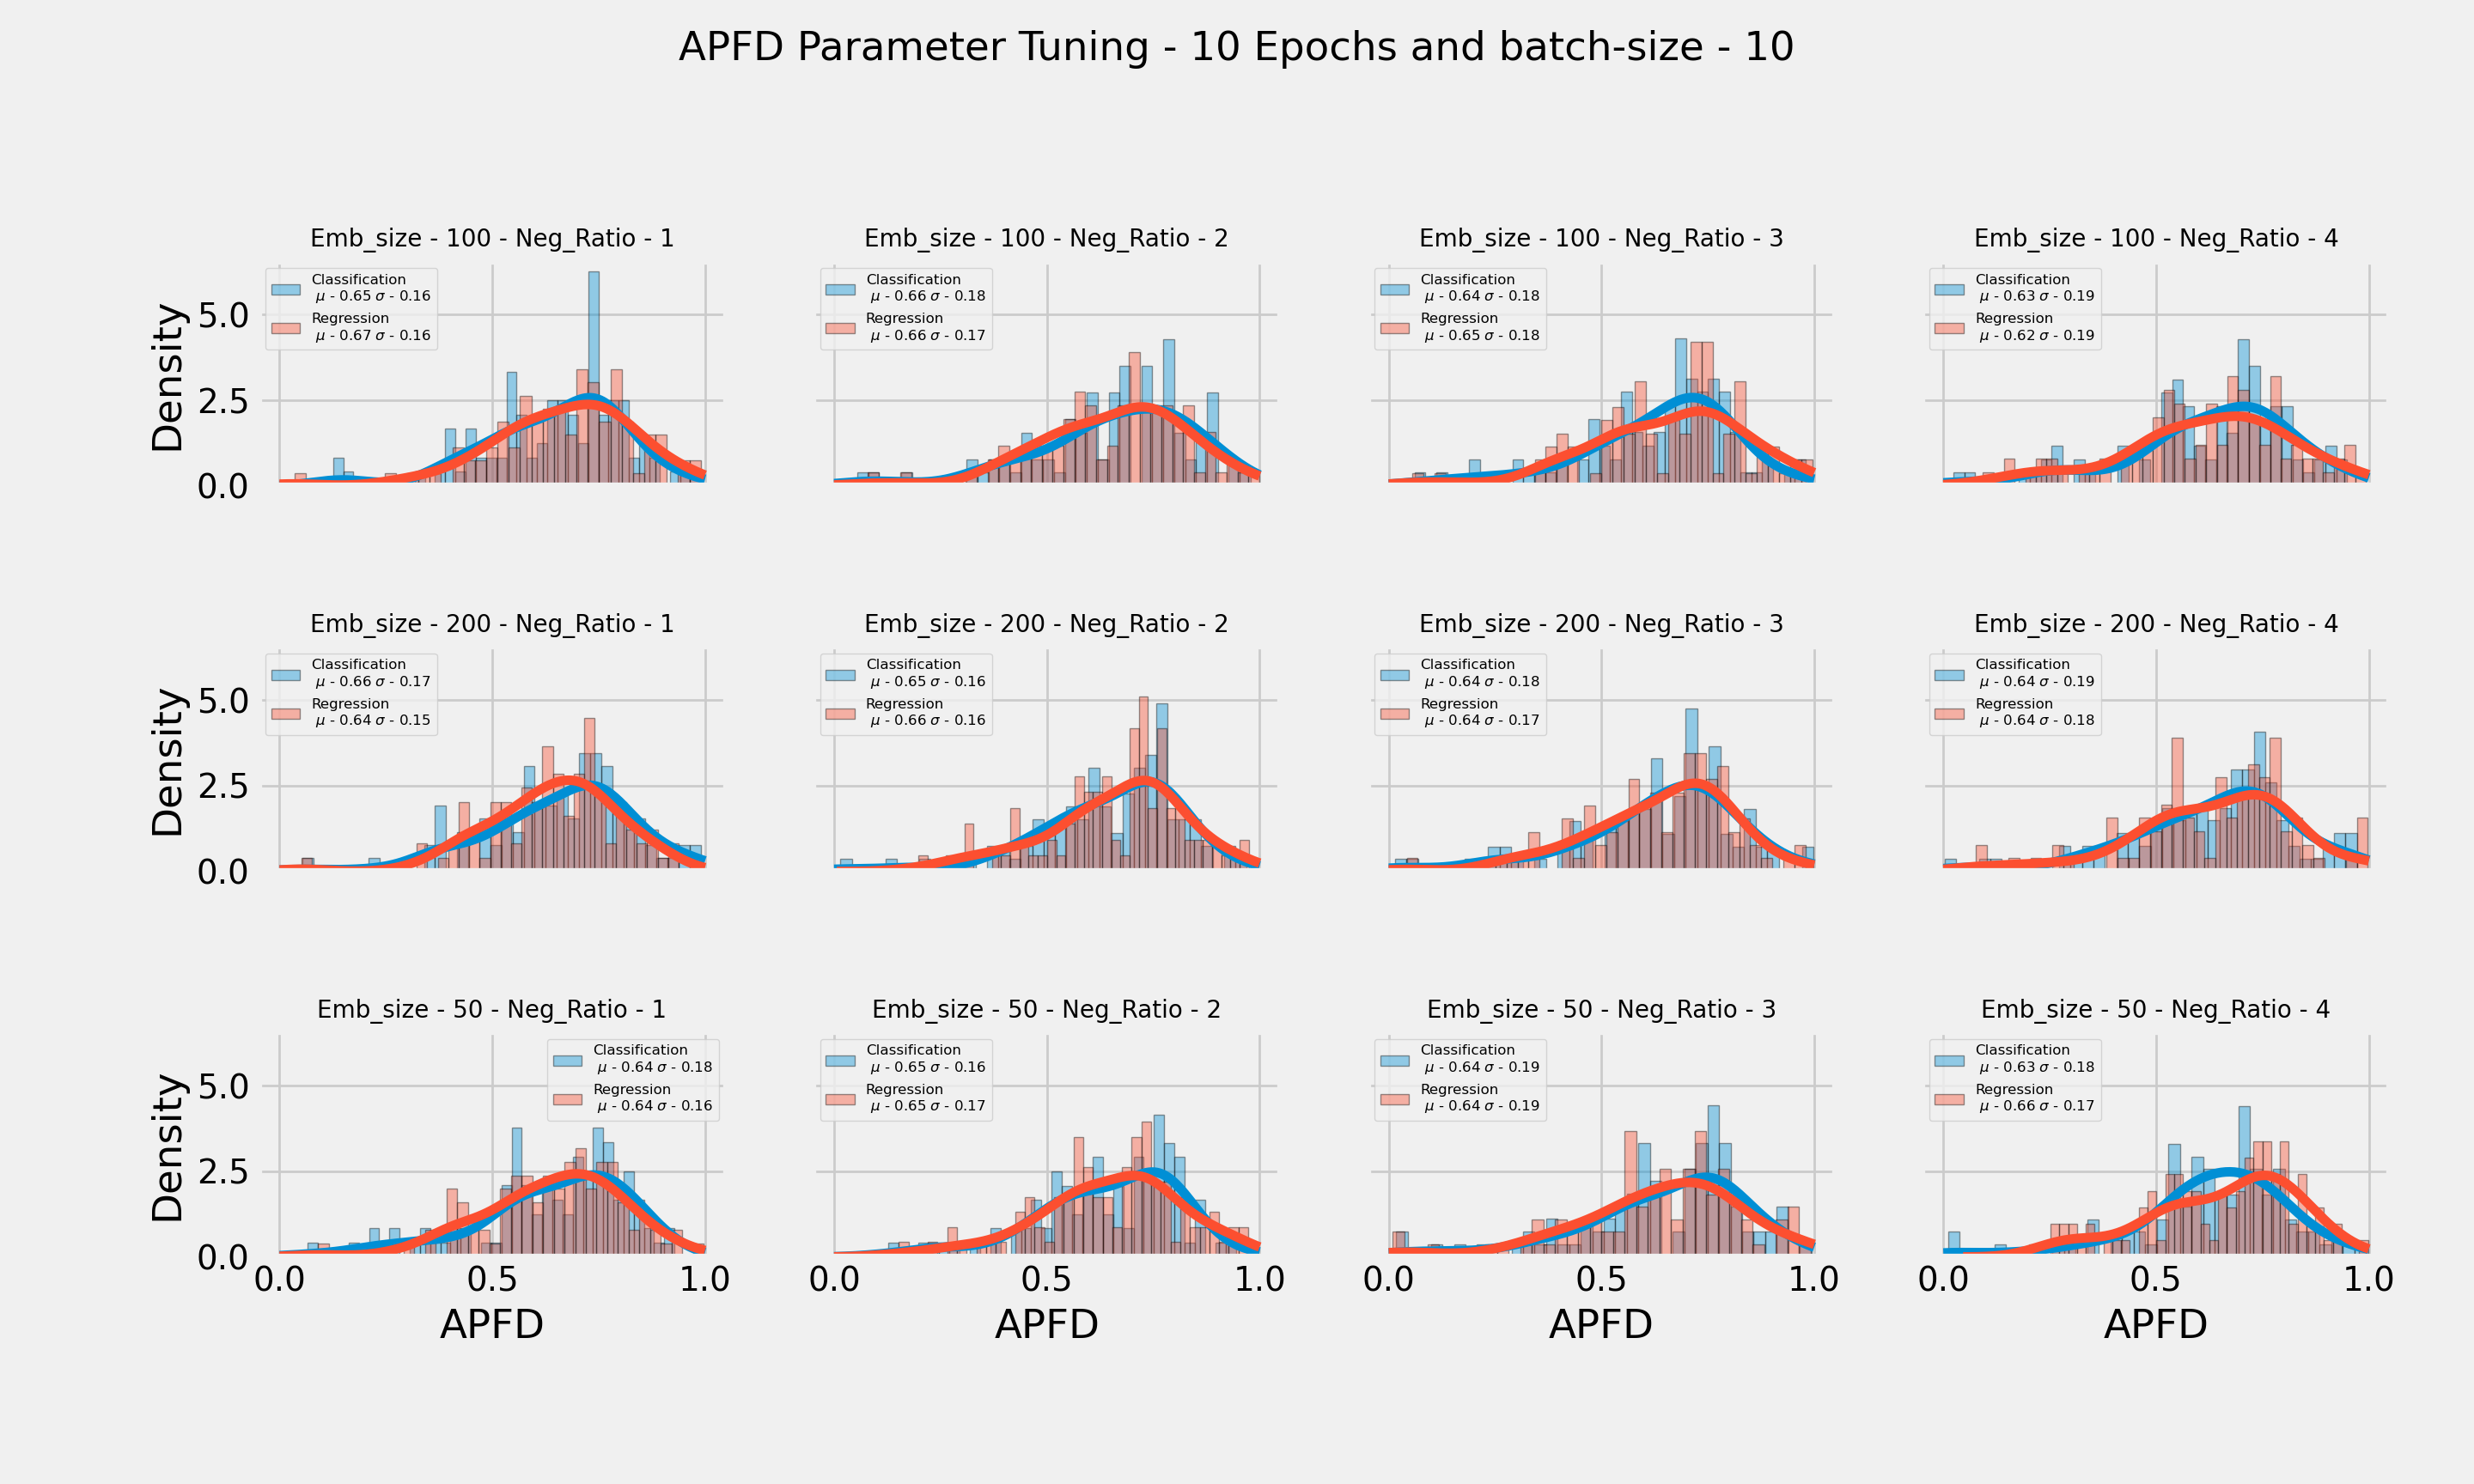 APFD Parameter Tuning - 10 Epochs and batch-size - 10
Emb_size - 100 - Neg_Ratio - 1
Classification
μ - 0.65 σ - 0.16
Regression
μ - 0.67 σ - 0.16
Density
5.0
2.5
0.0
Emb_size - 100 - Neg_Ratio - 2
Classification
μ - 0.66 σ - 0.18
Regression
μ - 0.66 σ - 0.17
Emb_size - 100 - Neg_Ratio - 3
Classification
μ - 0.64 σ - 0.18
Regression
μ - 0.65 σ - 0.18
Emb_size - 100 - Neg_Ratio - 4
Classification
μ - 0.63 σ - 0.19
Regression
μ - 0.62 σ - 0.19
Emb_size - 200 - Neg_Ratio - 1
Classification
μ - 0.66 σ - 0.17
Regression
μ - 0.64 σ - 0.15
Density
5.0
2.5
0.0
Emb_size - 200 - Neg_Ratio - 2
Classification
μ - 0.65 σ - 0.16
Regression
μ - 0.66 σ - 0.16
Emb_size - 200 - Neg_Ratio - 3
Classification
μ - 0.64 σ - 0.18
Regression
μ - 0.64 σ - 0.17
Emb_size - 200 - Neg_Ratio - 4
Classification
μ - 0.64 σ - 0.19
Regression
μ - 0.64 σ - 0.18
Emb_size - 50 - Neg_Ratio - 1
Classification
μ - 0.64 σ - 0.18
Regression
μ - 0.64 σ - 0.16
Density
5.0
2.5
0.0
0.0 0.5 1.0
APFD
Emb_size - 50 - Neg_Ratio - 2
Classification
μ - 0.65 σ - 0.16
Regression
μ - 0.65 σ - 0.17
0.0 0.5 1.0
APFD
Emb_size - 50 - Neg_Ratio - 3
Classification
μ - 0.64 σ - 0.19
Regression
μ - 0.64 σ - 0.19
0.0 0.5 1.0
APFD
Emb_size - 50 - Neg_Ratio - 4
Classification
μ - 0.63 σ - 0.18
Regression
μ - 0.66 σ - 0.17
0.0 0.5 1.0
APFD